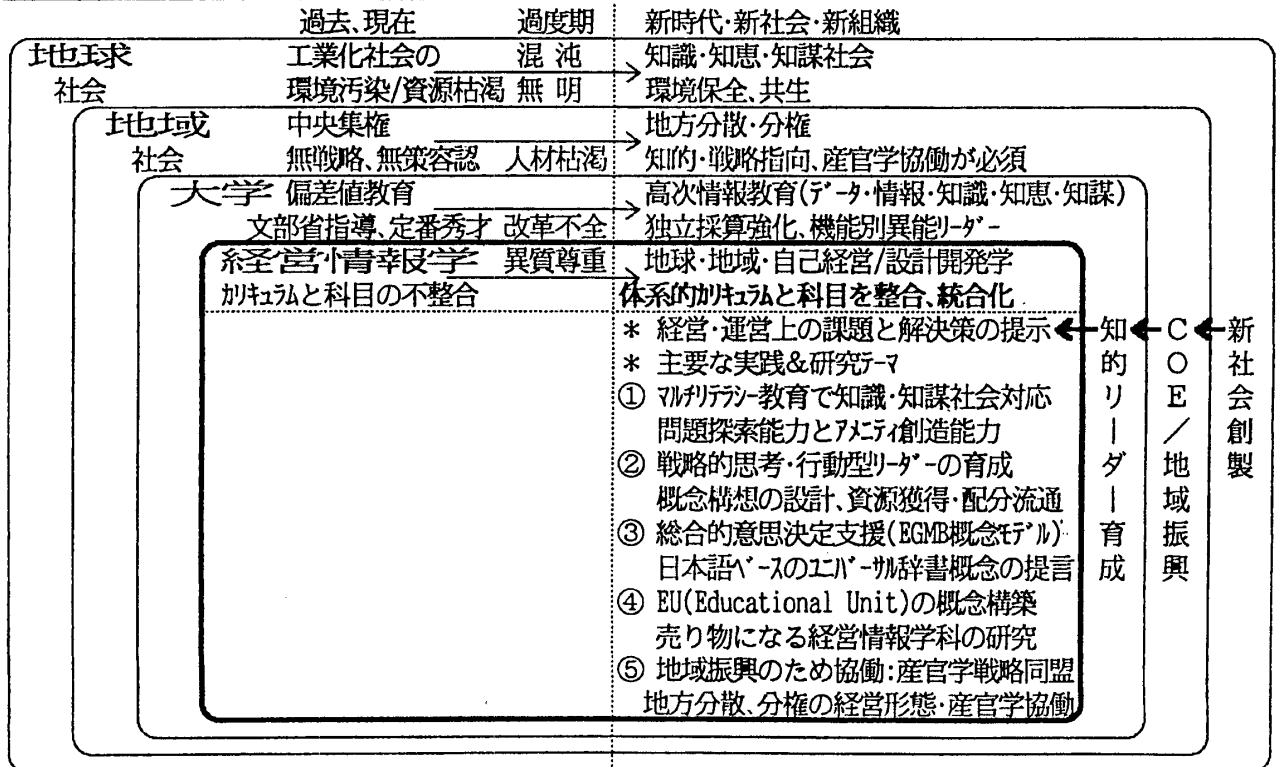 過去、現在 過度期 新時代・新社会・新組織
地球 工業化社会の 混沌 知識・知恵・知謀社会
社会 環境汚染/資源枯渇 無明 環境保全、共生
地域 中央集権 地方分散・分権
社会 無戦略、無策容認 人材枯渇 知的・戦略指向、産官学協働が必須
大学 偏差値教育 高次情報教育(データ・情報・知識・知恵・知謀)
文部省指導、定番秀才 改革不全 独立採算強化、機能別異能リーダー
経営情報学 異質尊重 地球・地域・自己経営/設計開発学
カリキュラムと科目の不整合 体系的カリキュラムと科目を整合、統合化
* 経営・運営上の課題と解決策の提示
* 主要な実践&研究テーマ
① マルチリテラシー教育で知識・知謀社会対応
問題探索能力とアメニティ創造能力
② 戦略的思考・行動型リーダーの育成
概念構想の設計、資源獲得・配分流通
③ 総合的意思決定支援(EGMB概念モデル)
日本語ベースのユニバーサル辞書概念の提言
④ EU(Educational Unit)の概念構築
売り物になる経営情報学科の研究
⑤ 地域振興のため協働:産官学戦略同盟
地方分散、分権の経営形態・産官学協働
知的リーダー育成
COE/地域振興
新社会創製